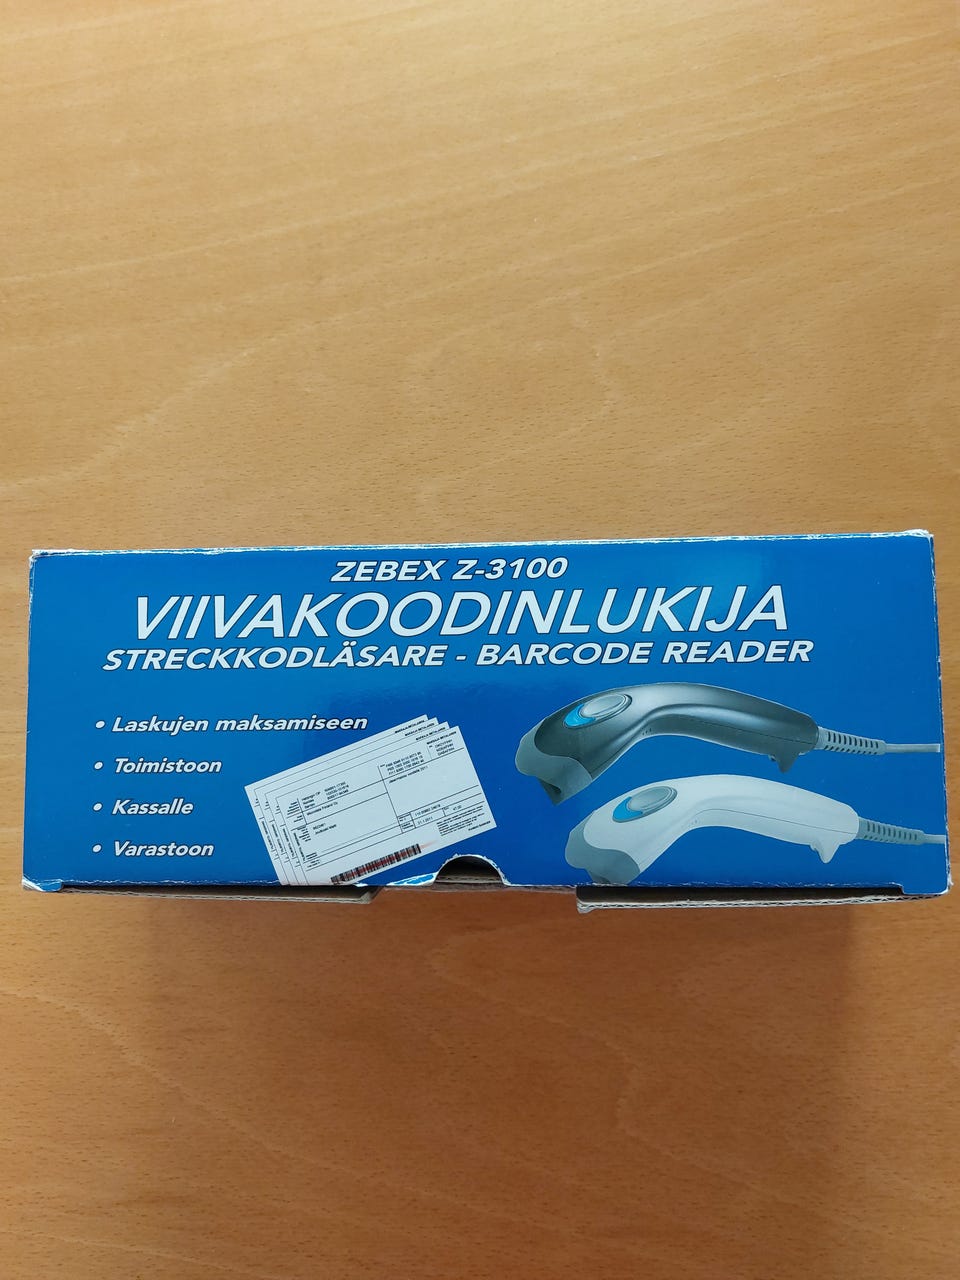 ZEBEX Z-3100
VIIVAKOODINLUKIJA
STRECKKODLÄSARE - BARCODE READER
• Laskujen maksamiseen
• Toimistoon
• Kassalle
• Varastoon